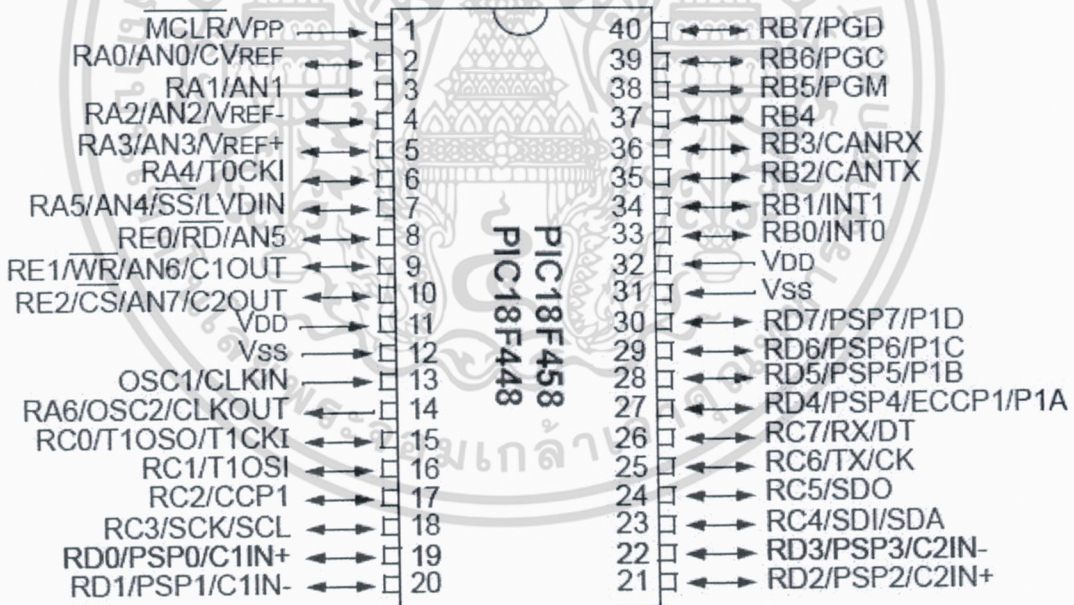 MCLR/VPP 1
RA0/AN0/CVREF 2
RA1/AN1 3
RA2/AN2/VREF- 4
RA3/AN3/VREF+ 5
RA4/T0CKI 6
RA5/AN4/SS/LVDIN 7
RE0/RD/AN5 8
RE1/WR/AN6/C1OUT 9
RE2/CS/AN7/C2OUT 10
VDD 11
VSS 12
OSC1/CLKIN 13
RA6/OSC2/CLKOUT 14
RC0/T1OSO/T1CKI 15
RC1/T1OSI 16
RC2/CCP1 17
RC3/SCK/SCL 18
RD0/PSP0/C1IN+ 19
RD1/PSP1/C1IN- 20
PIC18F458
PIC18F448
40 RB7/PGD
39 RB6/PGC
38 RB5/PGM
37 RB4
36 RB3/CANRX
35 RB2/CANTX
34 RB1/INT1
33 RB0/INT0
32 VDD
31 VSS
30 RD7/PSP7/P1D
29 RD6/PSP6/P1C
28 RD5/PSP5/P1B
27 RD4/PSP4/ECCP1/P1A
26 RC7/RX/DT
25 RC6/TX/CK
24 RC5/SDO
23 RC4/SDI/SDA
22 RD3/PSP3/C2IN-
21 RD2/PSP2/C2IN+